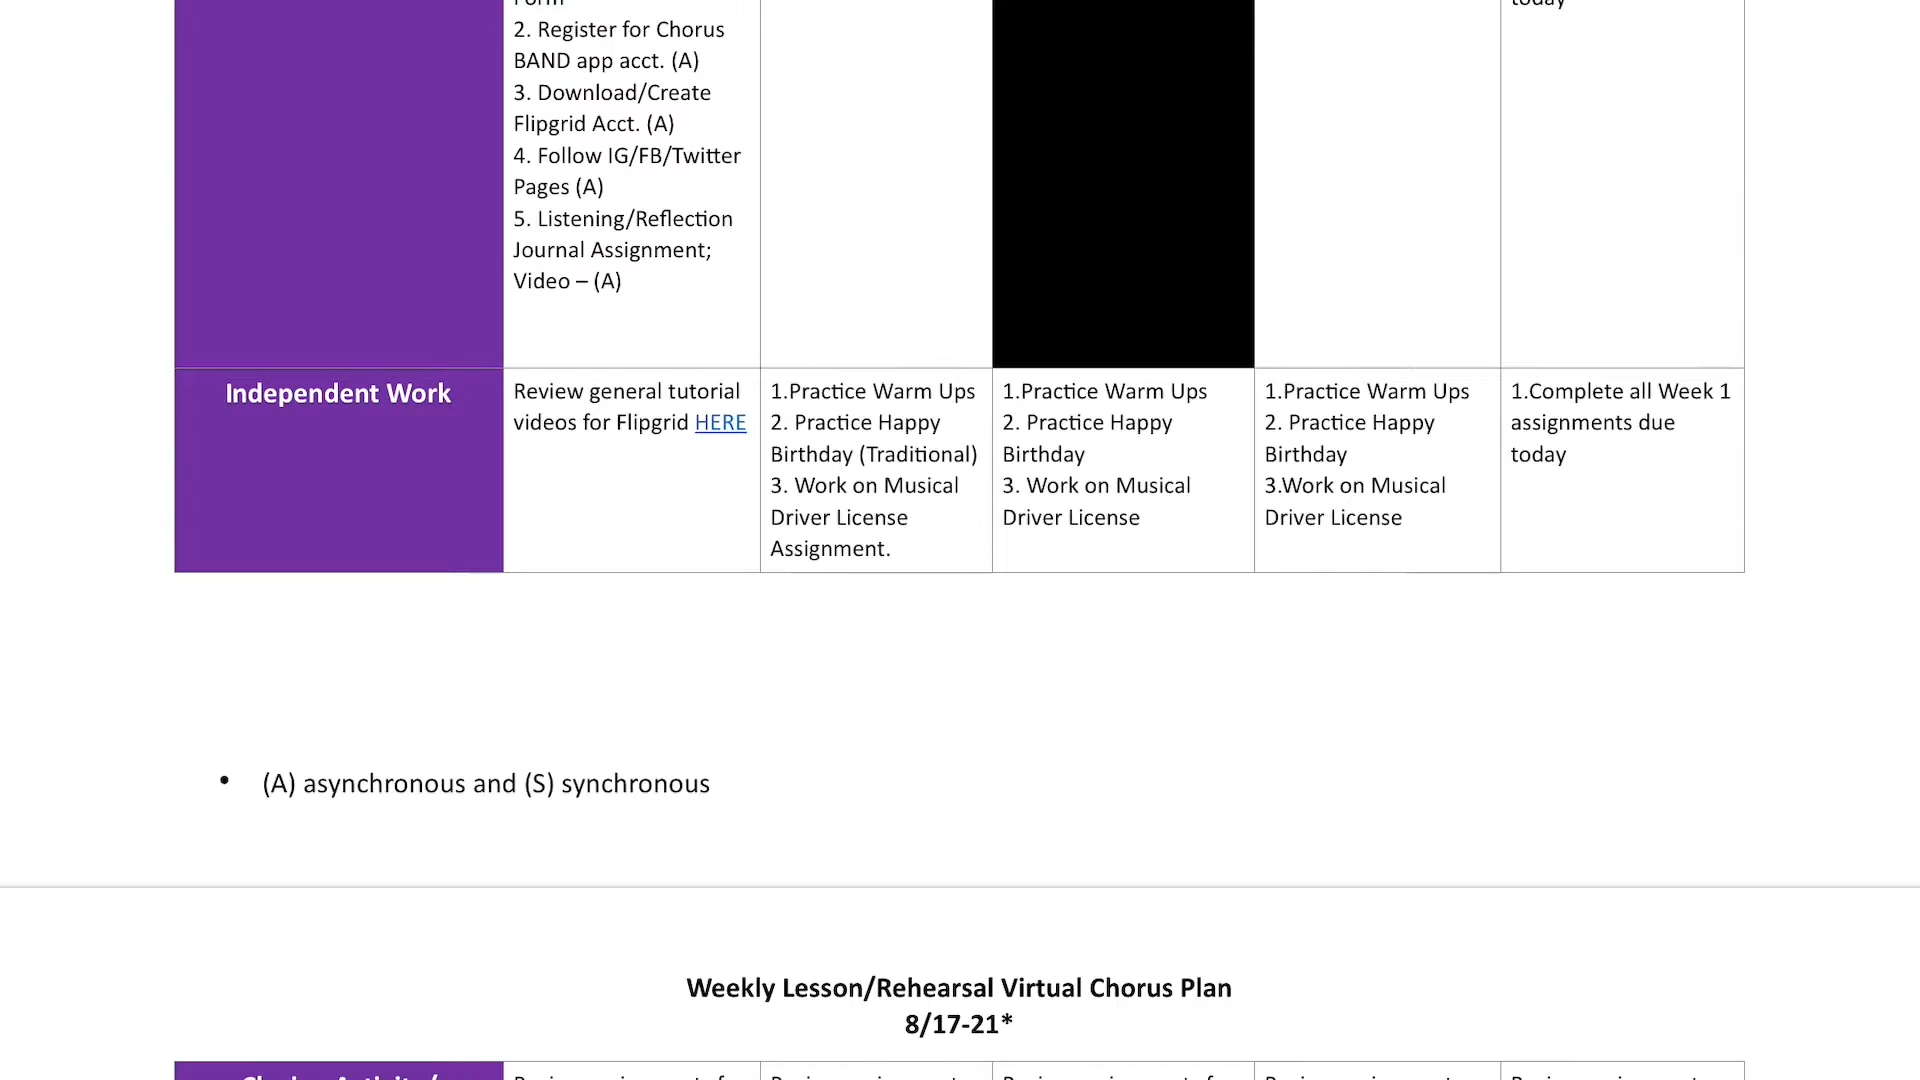 Form
today
2. Register for Chorus
BAND app acct. (A)
3. Download/Create
Flipgrid Acct. (A)
4. Follow IG/FB/Twitter
Pages (A)
5. Listening/Reflection
Journal Assignment;
Video – (A)
Independent Work
Review general tutorial
videos for Flipgrid HERE
1.Practice Warm Ups
2. Practice Happy
Birthday (Traditional)
3. Work on Musical
Driver License
Assignment.
1.Practice Warm Ups
2. Practice Happy
Birthday
3. Work on Musical
Driver License
1.Practice Warm Ups
2. Practice Happy
Birthday
3.Work on Musical
Driver License
1.Complete all Week 1
assignments due
today
• (A) asynchronous and (S) synchronous
Weekly Lesson/Rehearsal Virtual Chorus Plan
8/17-21*